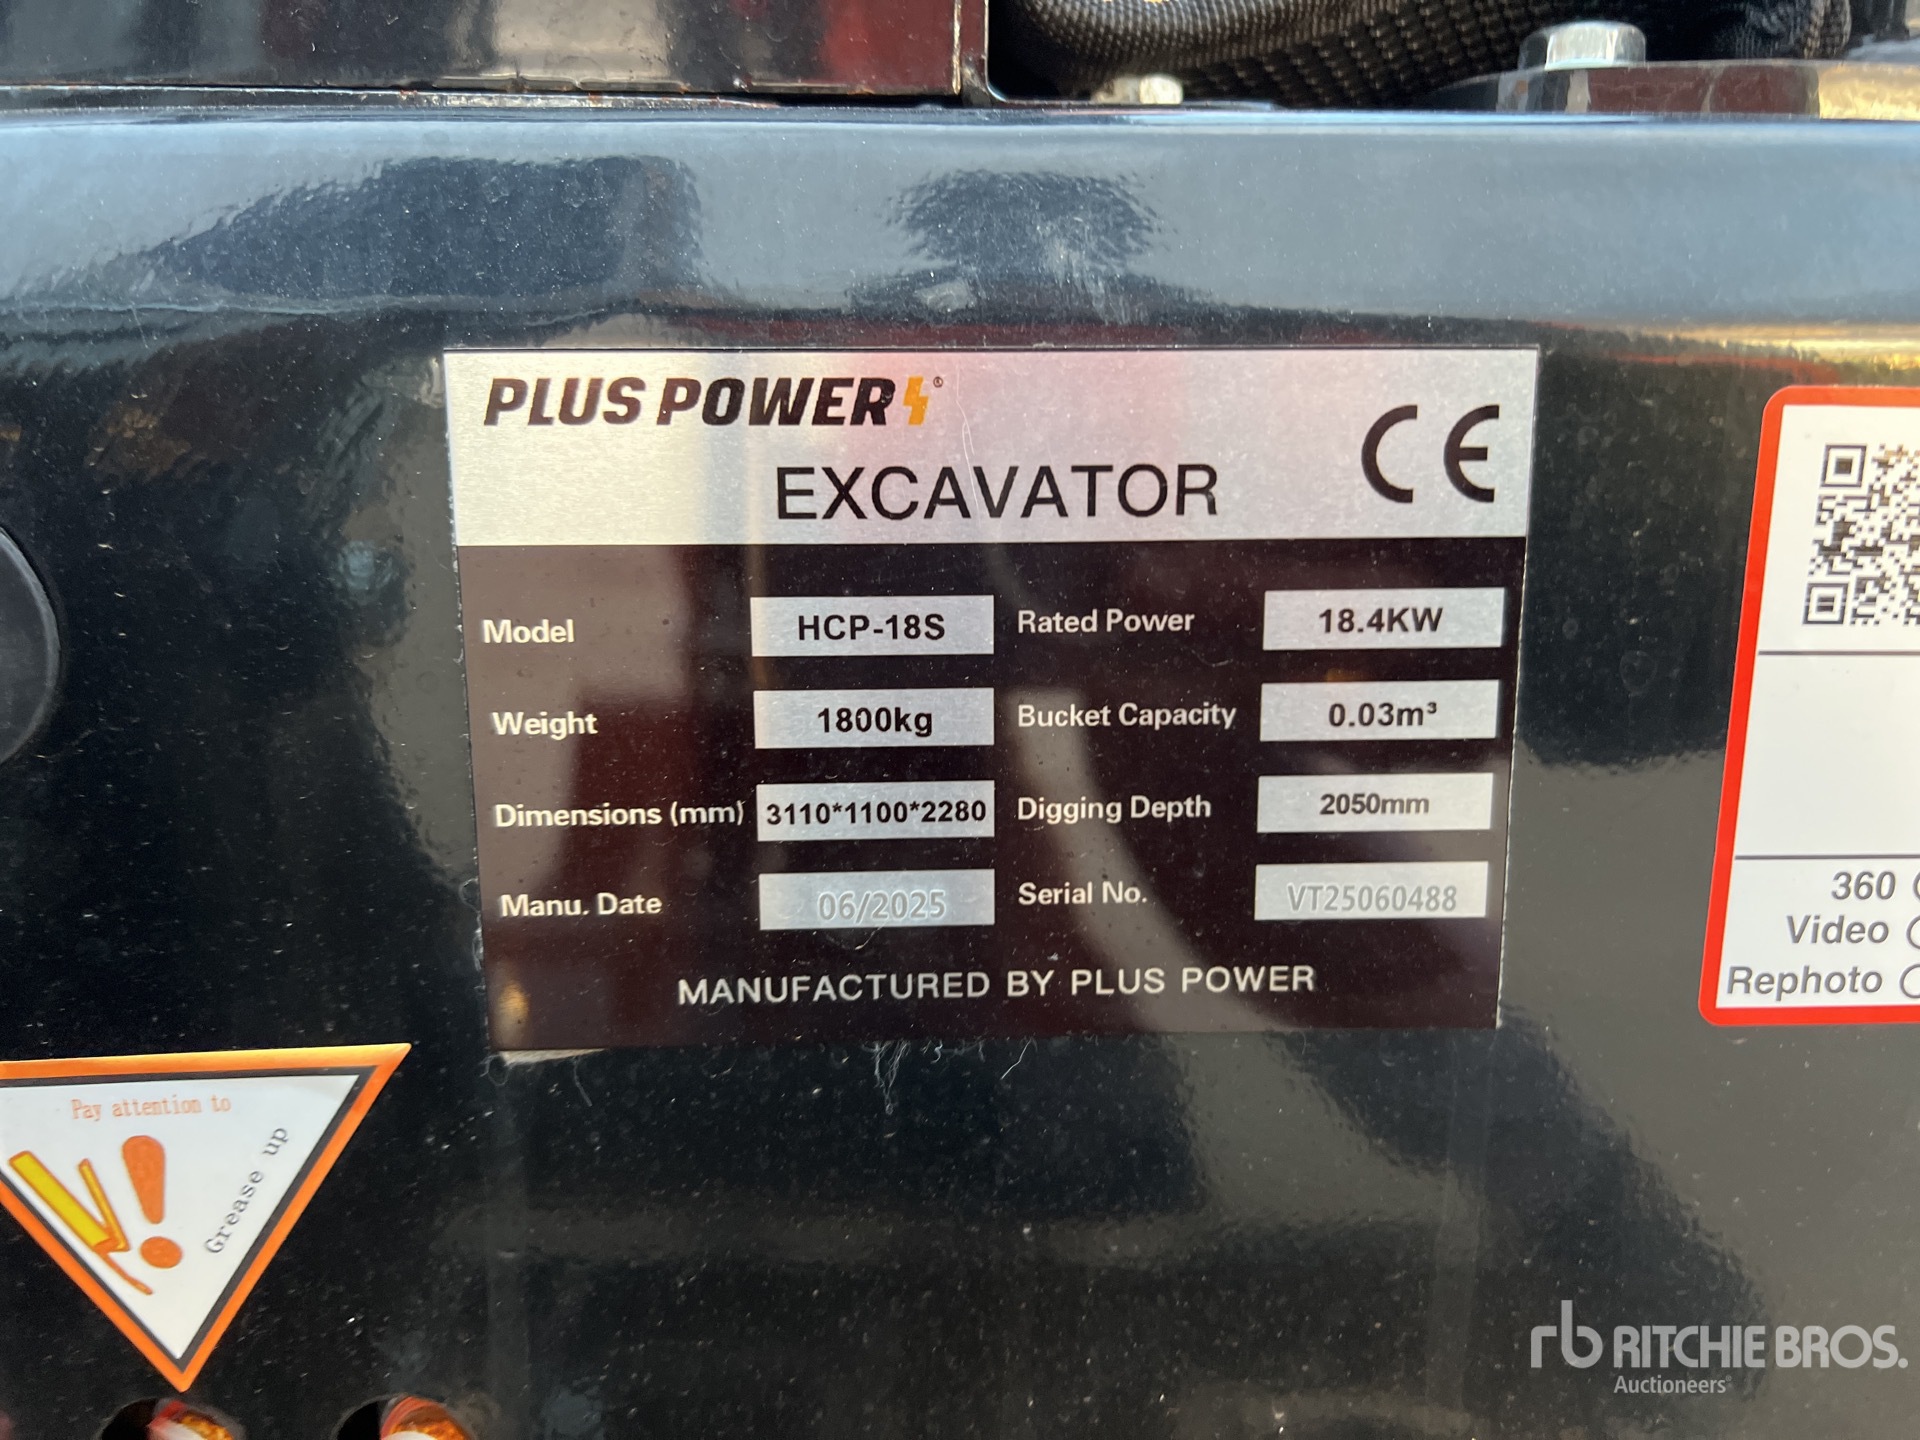 PLUS POWER®
CE
EXCAVATOR
Model HCP-18S Rated Power 18.4KW
Weight 1800kg Bucket Capacity 0.03m³
Dimensions (mm) 3110*1100*2280 Digging Depth 2050mm
Manu. Date 06/2025 Serial No. VT25060488
MANUFACTURED BY PLUS POWER
360
Video
Rephoto
Pay attention to
Grease up
rb RITCHIE BROS.
Auctioneers